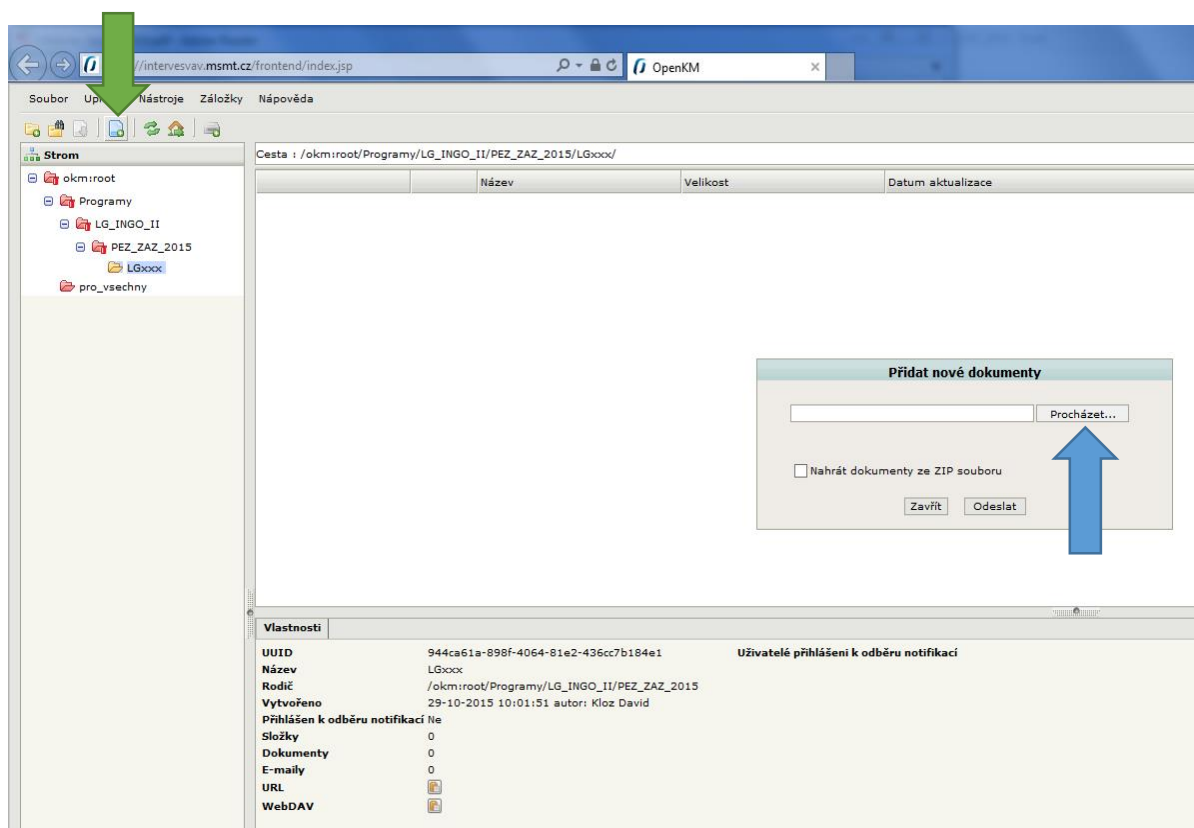 //intervesvav.msmt.cz/frontend/index.jsp
OpenKM
Soubor Nástroje Záložky Nápověda
Strom
Cesta : /okm:root/Programy/LG_INGO_II/PEZ_ZAZ_2015/LGxxx/
okm:root
Programy
LG_INGO_II
PEZ_ZAZ_2015
LGxxx
pro_vsechny
Název Velikost Datum aktualizace
Přidat nové dokumenty
Procházet...
Nahrát dokumenty ze ZIP souboru
Zavřít Odeslat
Vlastnosti
UUID 944ca61a-898f-4064-81e2-436cc7b184e1 Uživatelé přihlášeni k odběru notifikací
Název LGxxx
Rodič /okm:root/Programy/LG_INGO_II/PEZ_ZAZ_2015
Vytvořeno 29-10-2015 10:01:51 autor: Kloz David
Přihlášen k odběru notifikací Ne
Složky 0
Dokumenty 0
E-maily 0
URL
WebDAV